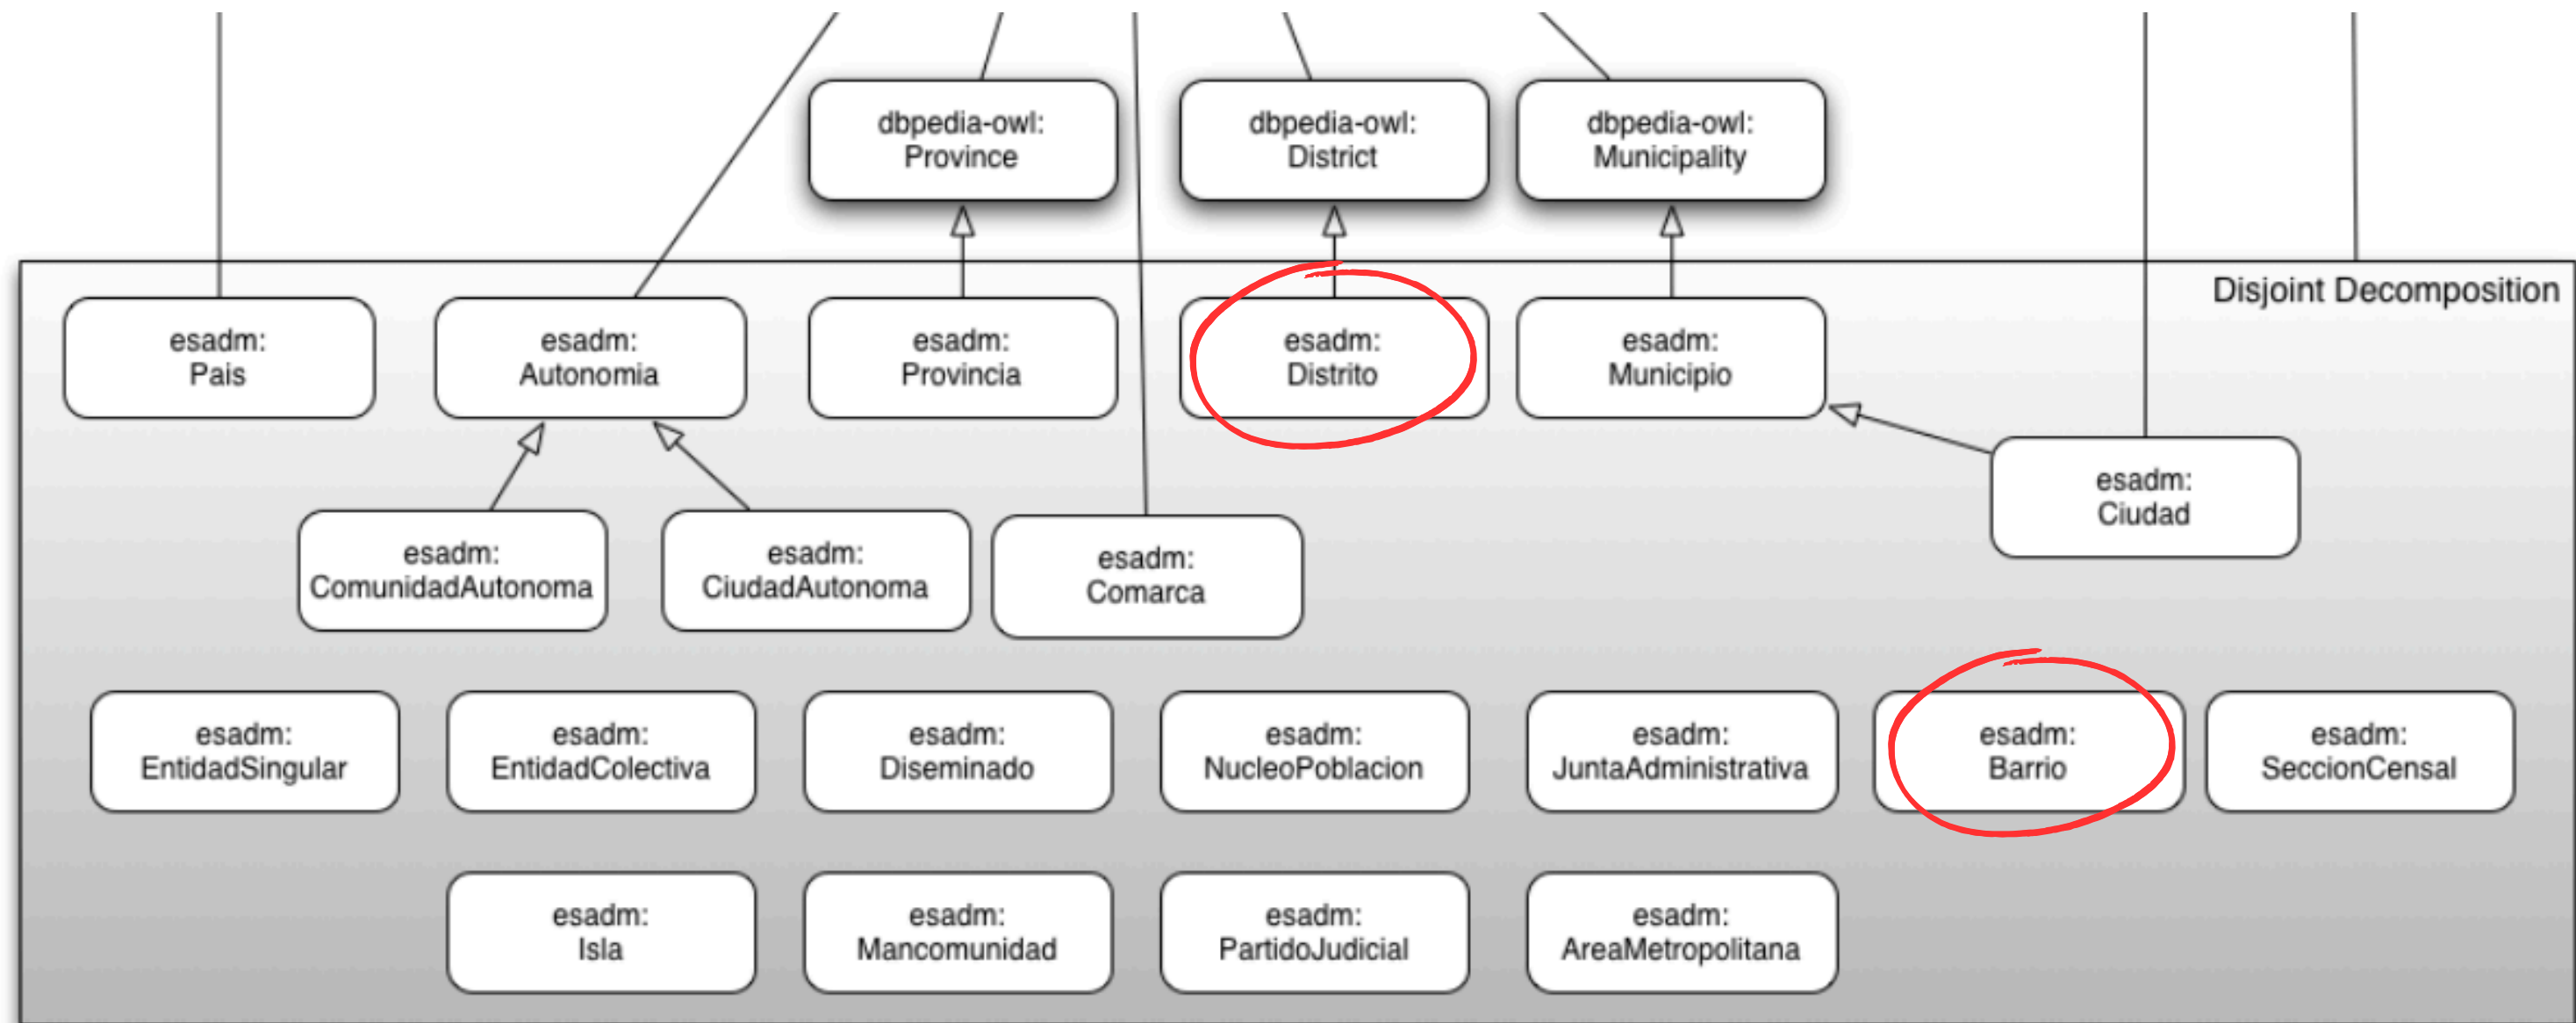 dbpedia-owl:
Province
dbpedia-owl:
District
dbpedia-owl:
Municipality
Disjoint Decomposition
esadm:
Pais
esadm:
Autonomia
esadm:
Provincia
esadm:
Distrito
esadm:
Municipio
esadm:
Ciudad
esadm:
ComunidadAutonoma
esadm:
CiudadAutonoma
esadm:
Comarca
esadm:
EntidadSingular
esadm:
EntidadColectiva
esadm:
Diseminado
esadm:
NucleoPoblacion
esadm:
JuntaAdministrativa
esadm:
Barrio
esadm:
SeccionCensal
esadm:
Isla
esadm:
Mancomunidad
esadm:
PartidoJudicial
esadm:
AreaMetropolitana